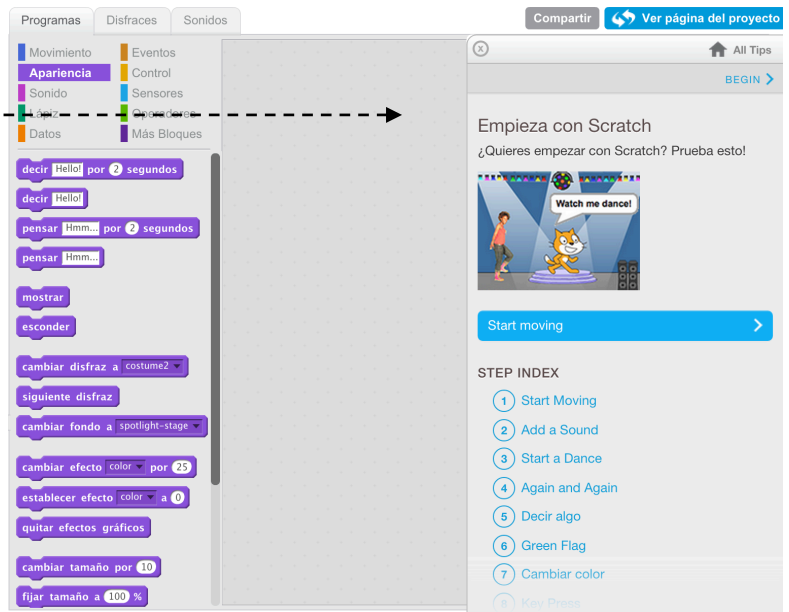 Programas Disfraces Sonidos
Compartir Ver página del proyecto
Movimiento Eventos
Apariencia Control
Sonido Sensores
Lápiz Operadores
Datos Más Bloques
decir Hello! por 2 segundos
decir Hello!
pensar Hmm... por 2 segundos
pensar Hmm...
mostrar
esconder
cambiar disfraz a costume2
siguiente disfraz
cambiar fondo a spotlight-stage
cambiar efecto color por 25
establecer efecto color a 0
quitar efectos gráficos
cambiar tamaño por 10
fijar tamaño a 100 %
X All Tips
BEGIN
Empieza con Scratch
¿Quieres empezar con Scratch? Prueba esto!
Watch me dance!
Start moving
STEP INDEX
1 Start Moving
2 Add a Sound
3 Start a Dance
4 Again and Again
5 Decir algo
6 Green Flag
7 Cambiar color
8 Key Press